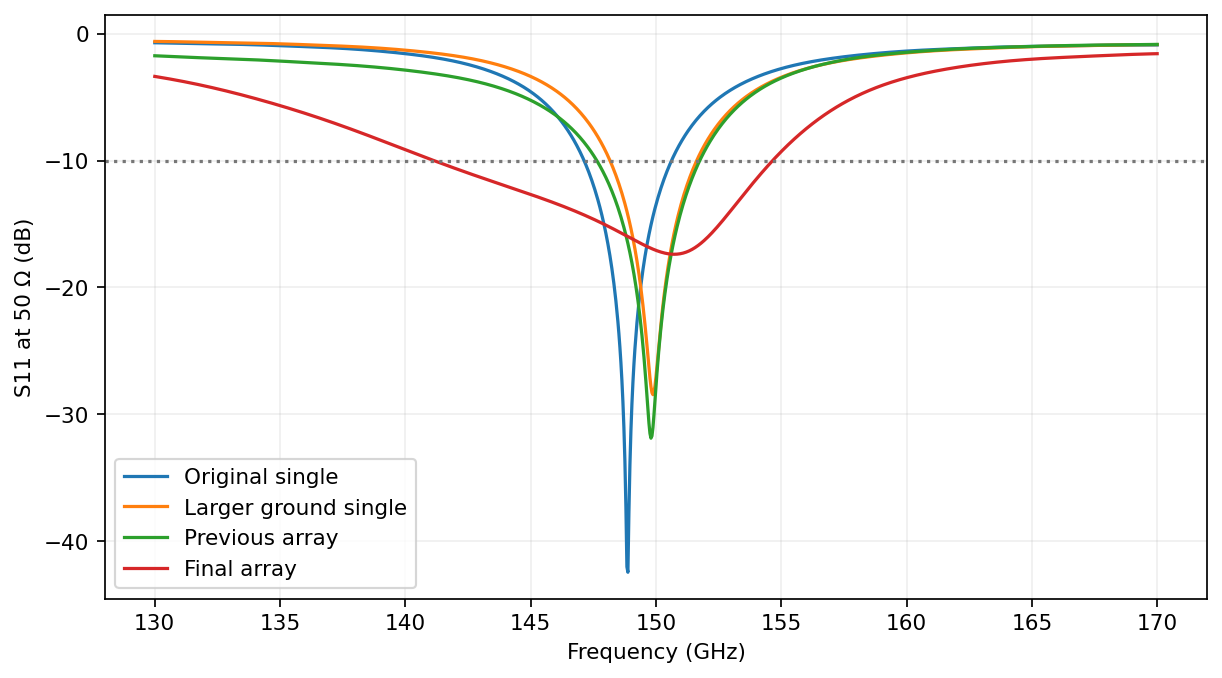 0
−10
−20
−30
−40
S11 at 50 Ω (dB)
Original single
Larger ground single
Previous array
Final array
130 135 140 145 150 155 160 165 170
Frequency (GHz)